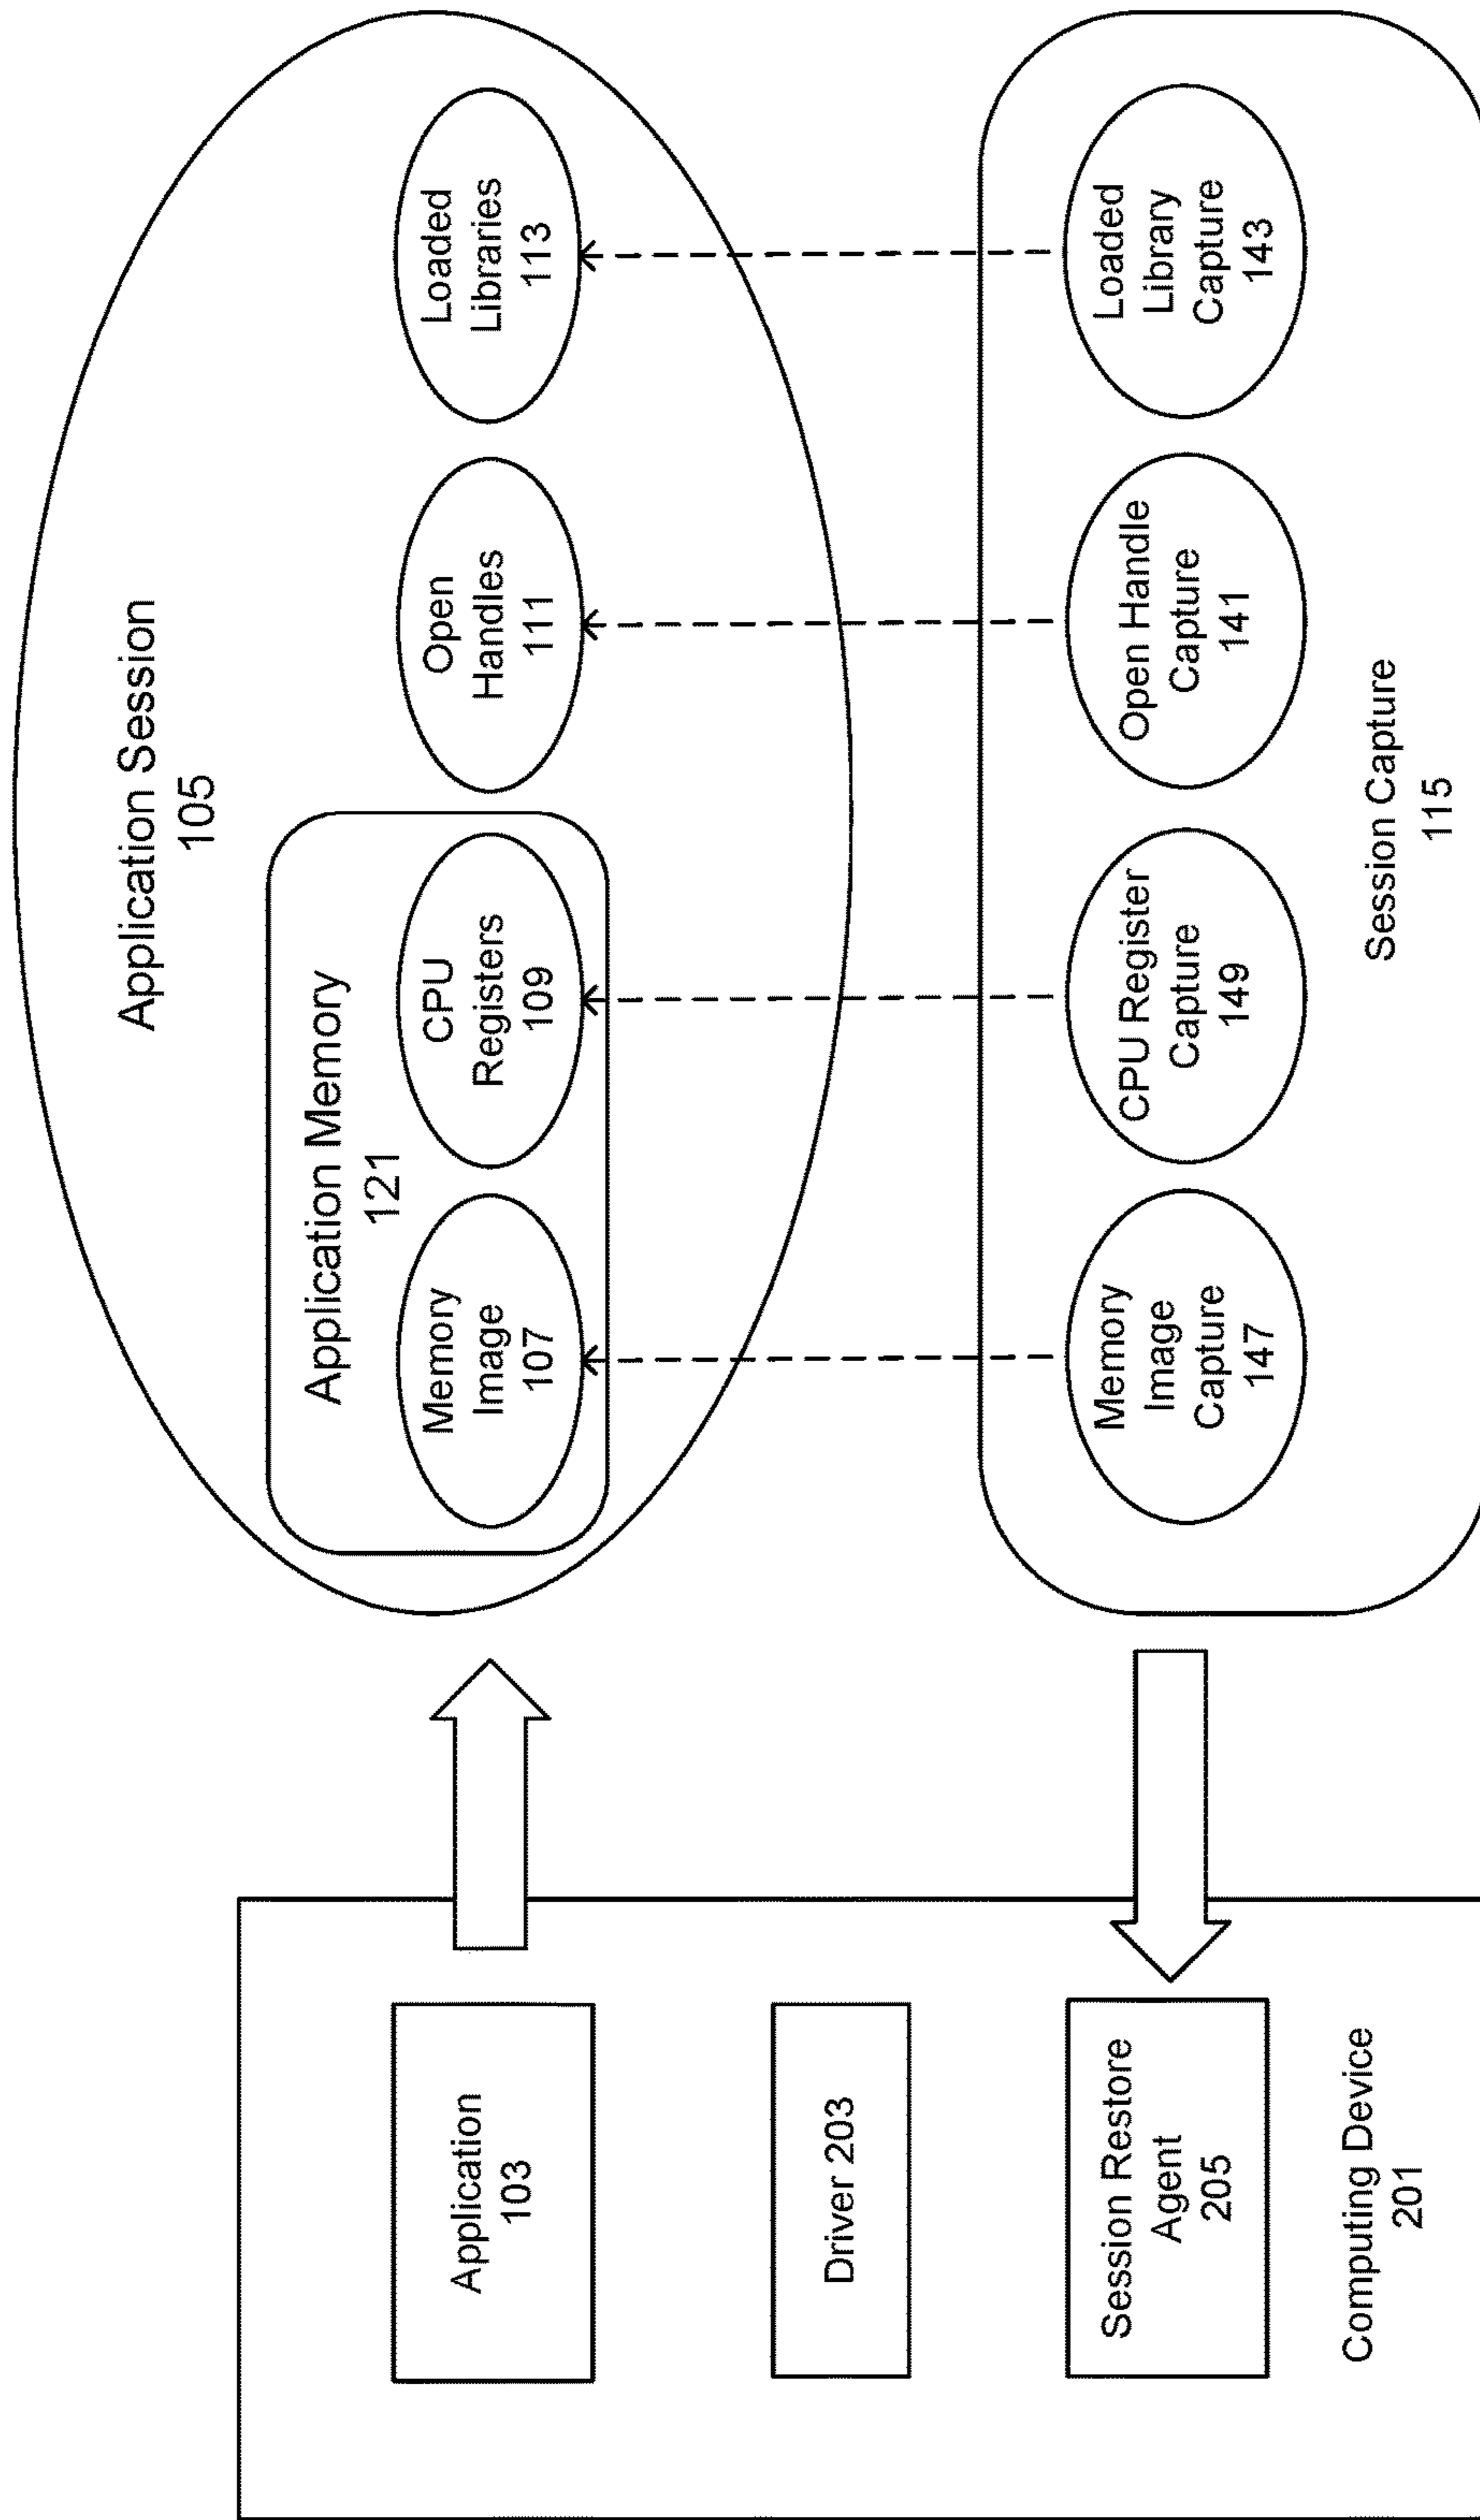 Application Session
105
Application Memory
121
Memory
Image
107
CPU
Registers
109
Open
Handles
111
Loaded
Libraries
113
Application
103
Driver 203
Session Restore
Agent
205
Computing Device
201
Memory
Image
Capture
147
CPU Register
Capture
149
Open Handle
Capture
141
Loaded
Library
Capture
143
Session Capture
115